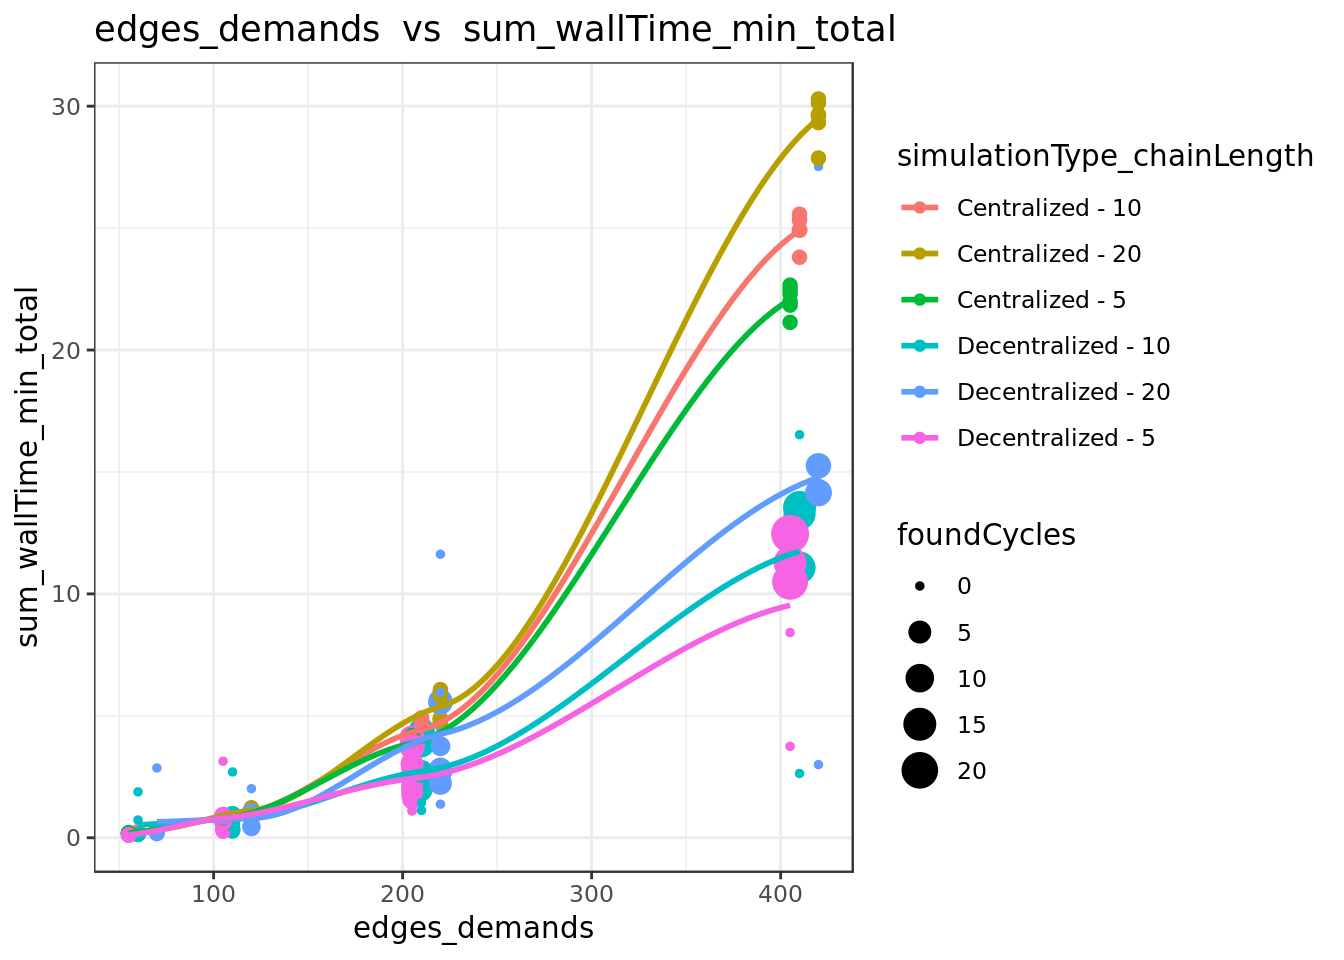 edges_demands  vs  sum_wallTime_min_total
sum_wallTime_min_total
30
20
10
0
100
200
300
400
edges_demands
simulationType_chainLength
Centralized - 10
Centralized - 20
Centralized - 5
Decentralized - 10
Decentralized - 20
Decentralized - 5
foundCycles
0
5
10
15
20